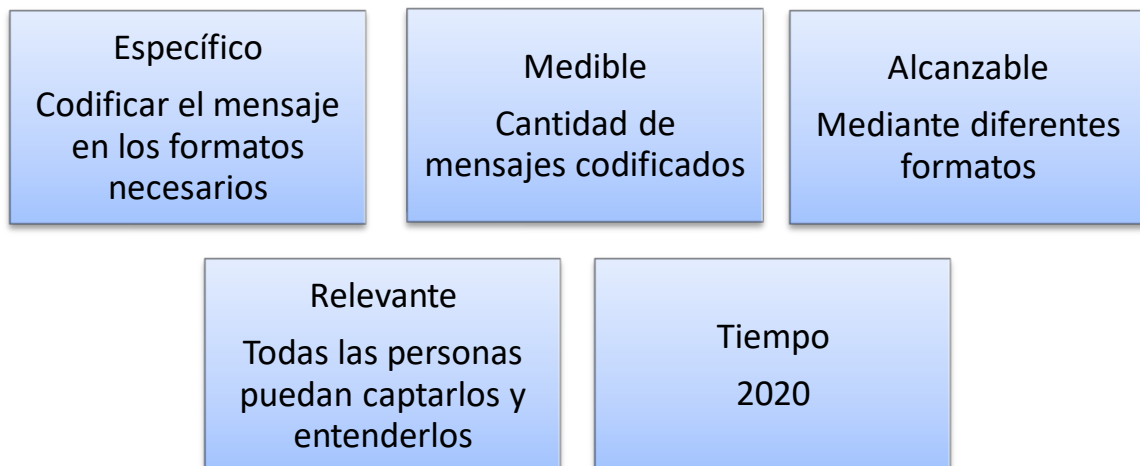 Específico
Codificar el mensaje
en los formatos
necesarios
Medible
Cantidad de
mensajes codificados
Alcanzable
Mediante diferentes
formatos
Relevante
Todas las personas
puedan captarlos y
entenderlos
Tiempo
2020